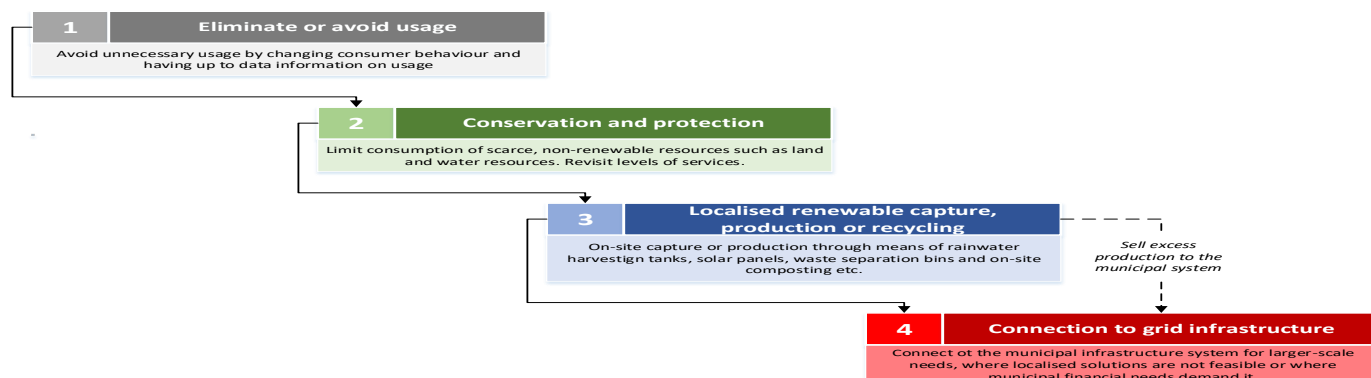 1
Eliminate or avoid usage
Avoid unnecessary usage by changing consumer behaviour and
having up to data information on usage
2
Conservation and protection
Limit consumption of scarce, non-renewable resources such as land
and water resources. Revisit levels of services.
3
Localised renewable capture,
production or recycling
On-site capture or production through means of rainwater
harvestign tanks, solar panels, waste separation bins and on-site
composting etc.
Sell excess
production to the
municipal system
4
Connection to grid infrastructure
Connect ot the municipal infrastructure system for larger-scale
needs, where localised solutions are not feasible or where
municipal financial needs demand it